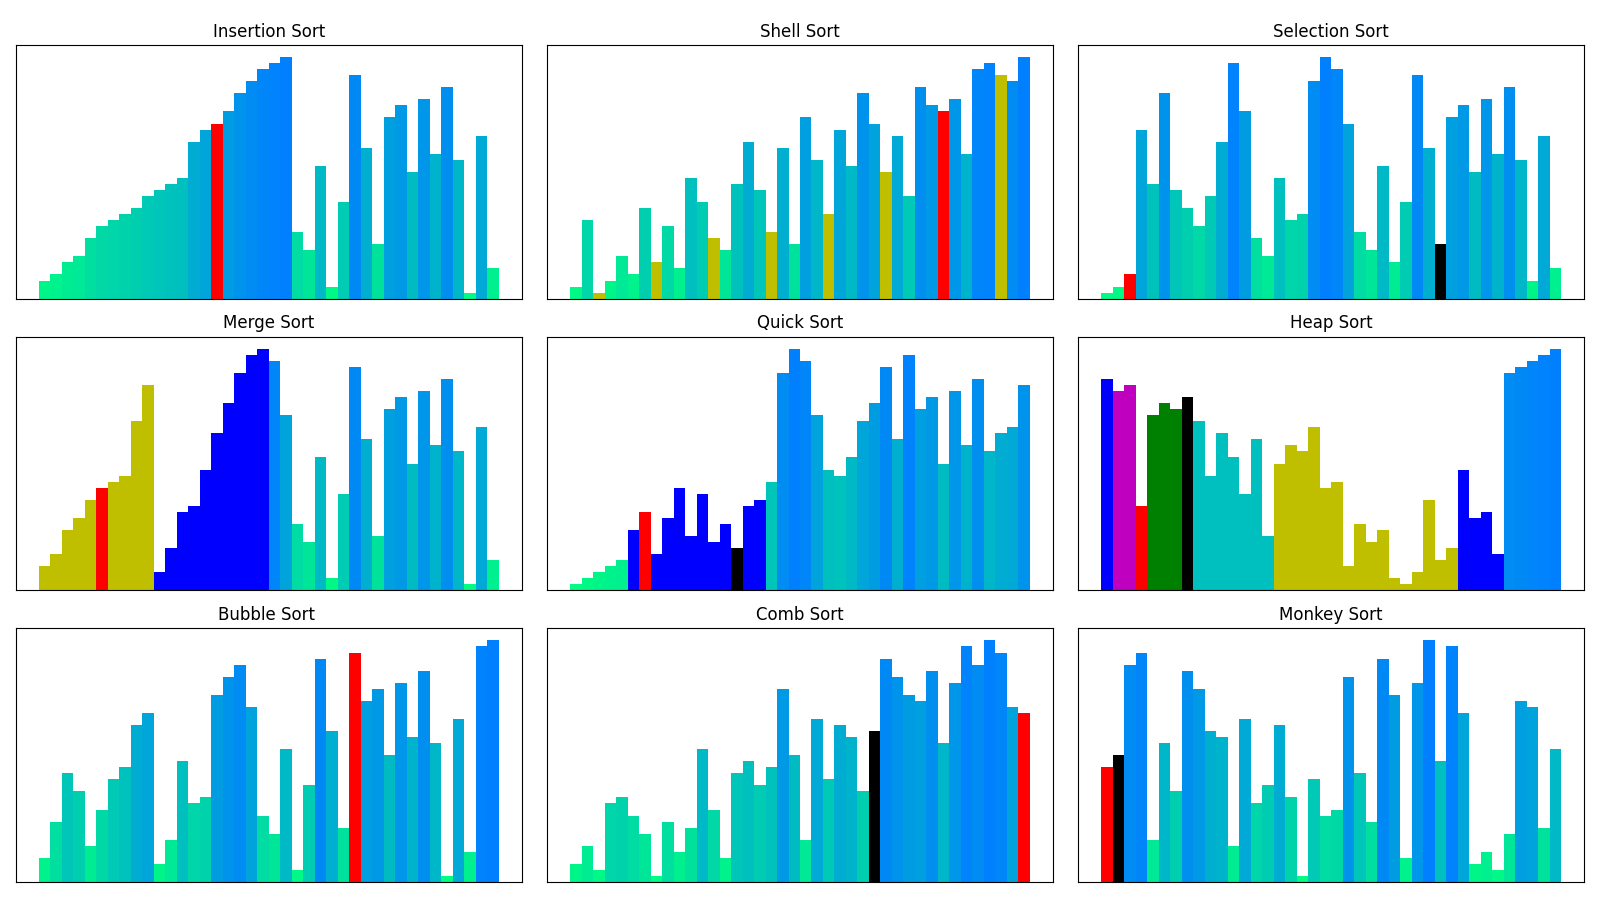 Insertion Sort
Shell Sort
Selection Sort
Merge Sort
Quick Sort
Heap Sort
Bubble Sort
Comb Sort
Monkey Sort